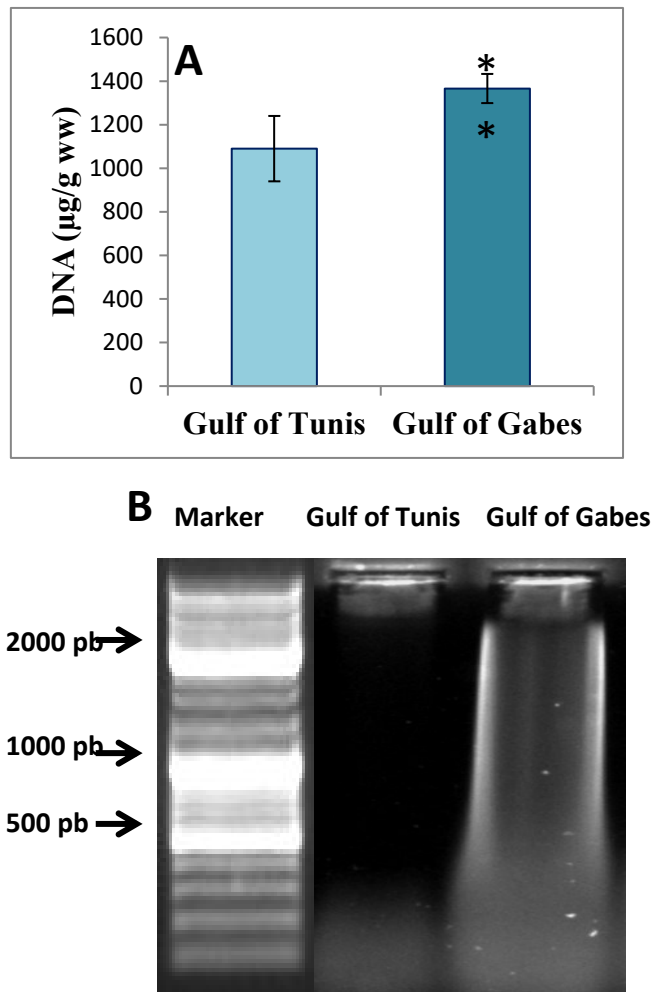 A
DNA (µg/g ww)
1600
1400
1200
1000
800
600
400
200
0
*
*
Gulf of Tunis Gulf of Gabes
B Marker Gulf of Tunis Gulf of Gabes
2000 pb
1000 pb
500 pb